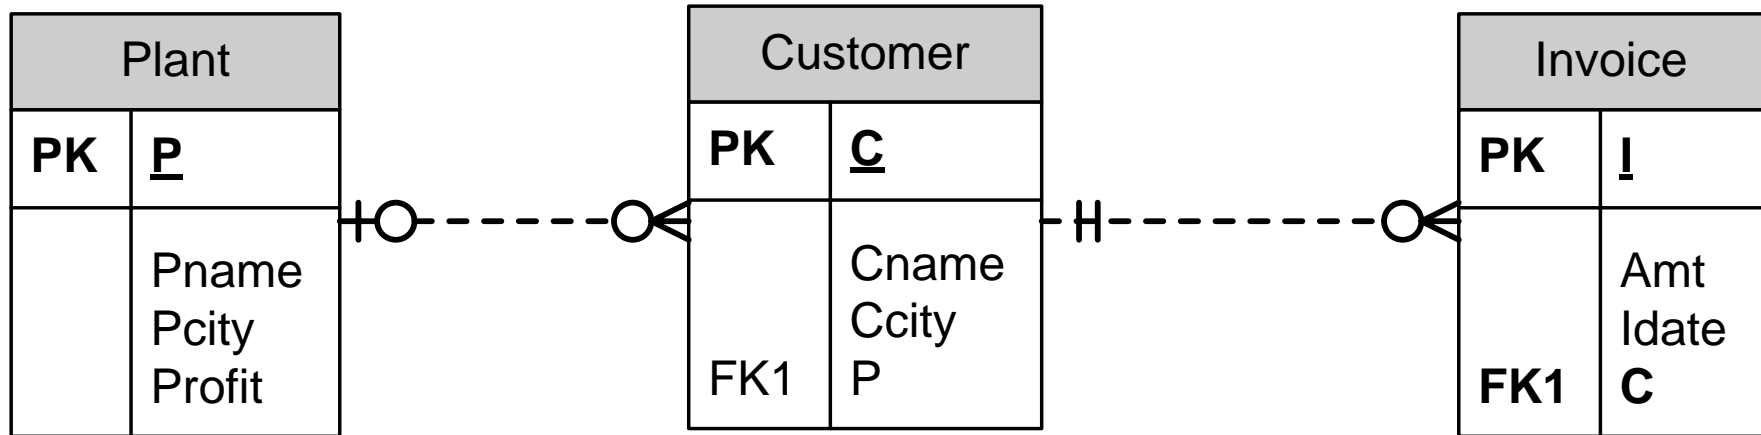 Plant
PK P
Pname
Pcity
Profit
Customer
PK C
Cname
Ccity
FK1 P
Invoice
PK I
Amt
Idate
FK1 C